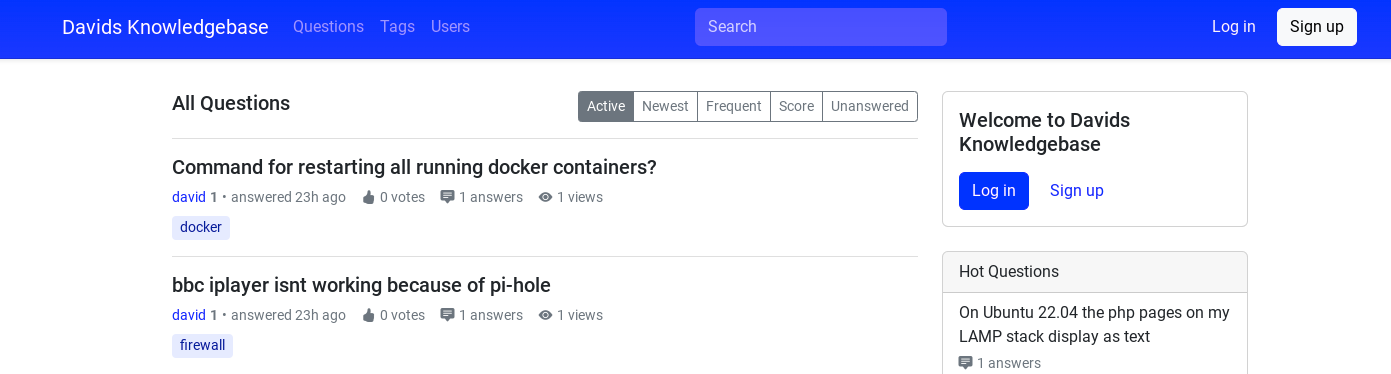 Davids Knowledgebase Questions Tags Users Search Log in Sign up
All Questions Active Newest Frequent Score Unanswered
Command for restarting all running docker containers?
david 1 • answered 23h ago 0 votes 1 answers 1 views
docker
bbc iplayer isnt working because of pi-hole
david 1 • answered 23h ago 0 votes 1 answers 1 views
firewall
Welcome to Davids
Knowledgebase
Log in Sign up
Hot Questions
On Ubuntu 22.04 the php pages on my
LAMP stack display as text
1 answers